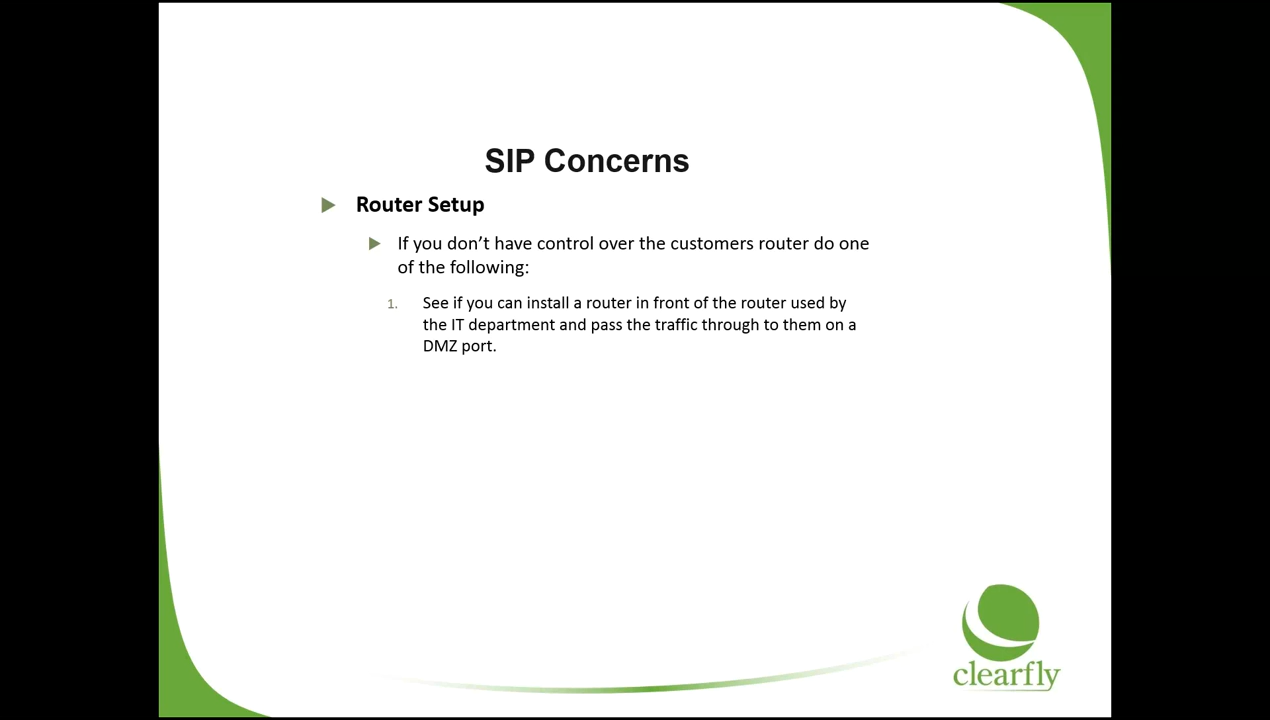 SIP Concerns
Router Setup
If you don’t have control over the customers router do one
of the following:
1. See if you can install a router in front of the router used by
the IT department and pass the traffic through to them on a
DMZ port.
clearfly